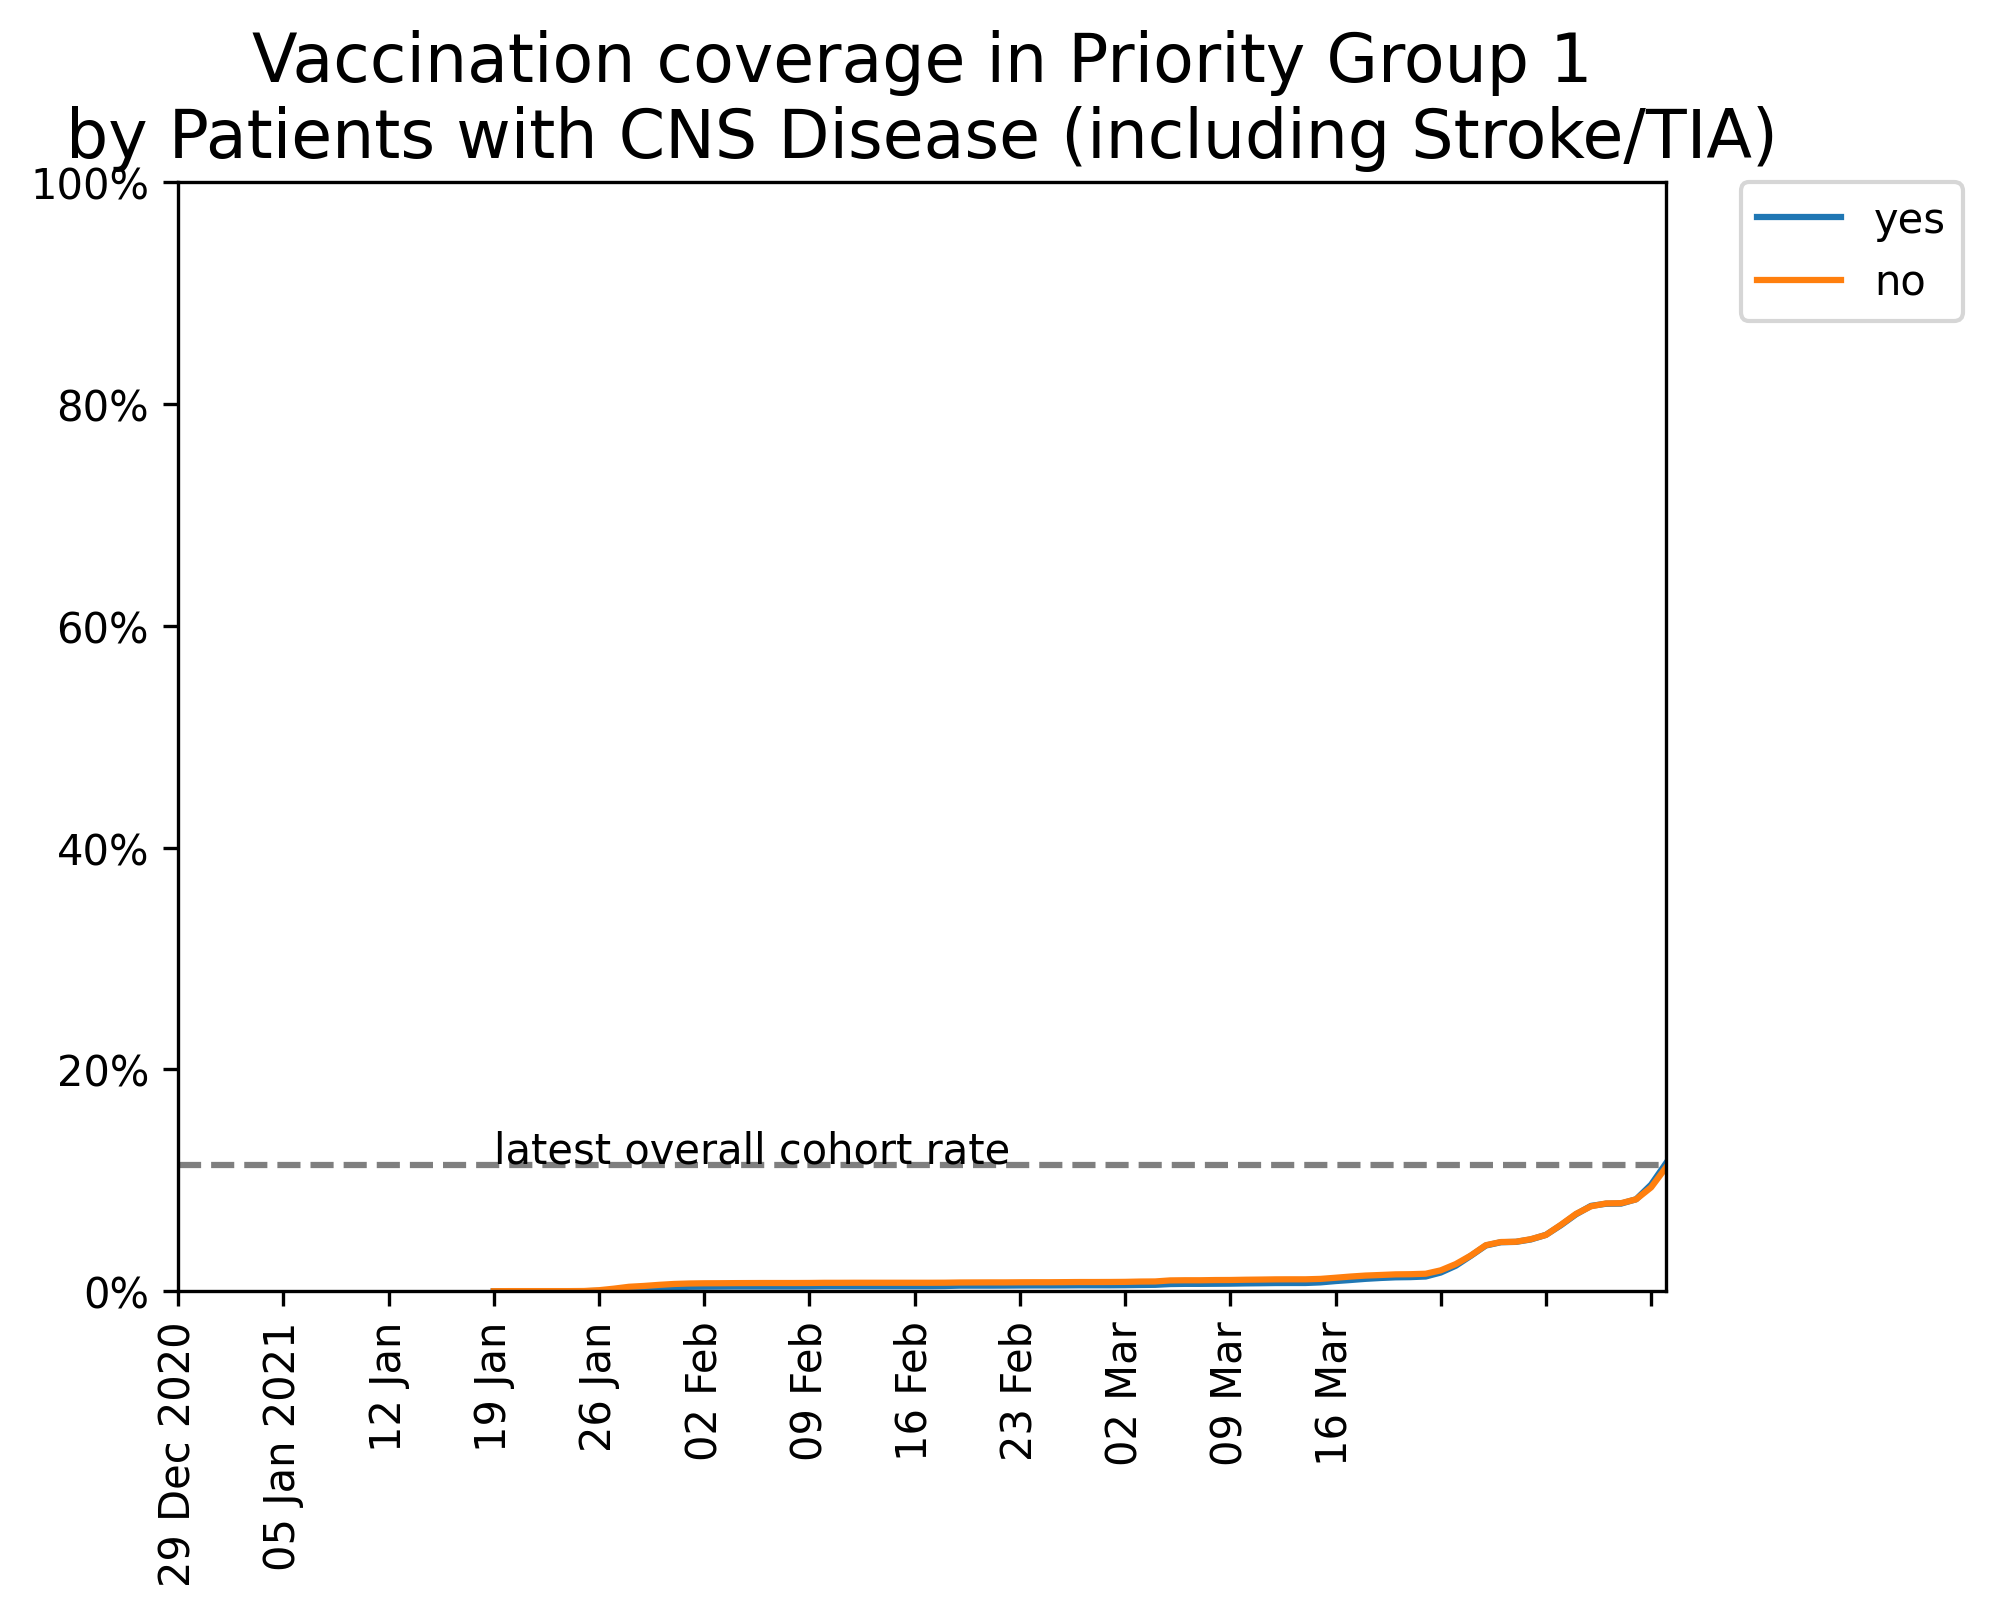 Vaccination coverage in Priority Group 1
by Patients with CNS Disease (including Stroke/TIA)
100%
80%
60%
40%
20%
0%
yes
no
latest overall cohort rate
29 Dec 2020
05 Jan 2021
12 Jan
19 Jan
26 Jan
02 Feb
09 Feb
16 Feb
23 Feb
02 Mar
09 Mar
16 Mar